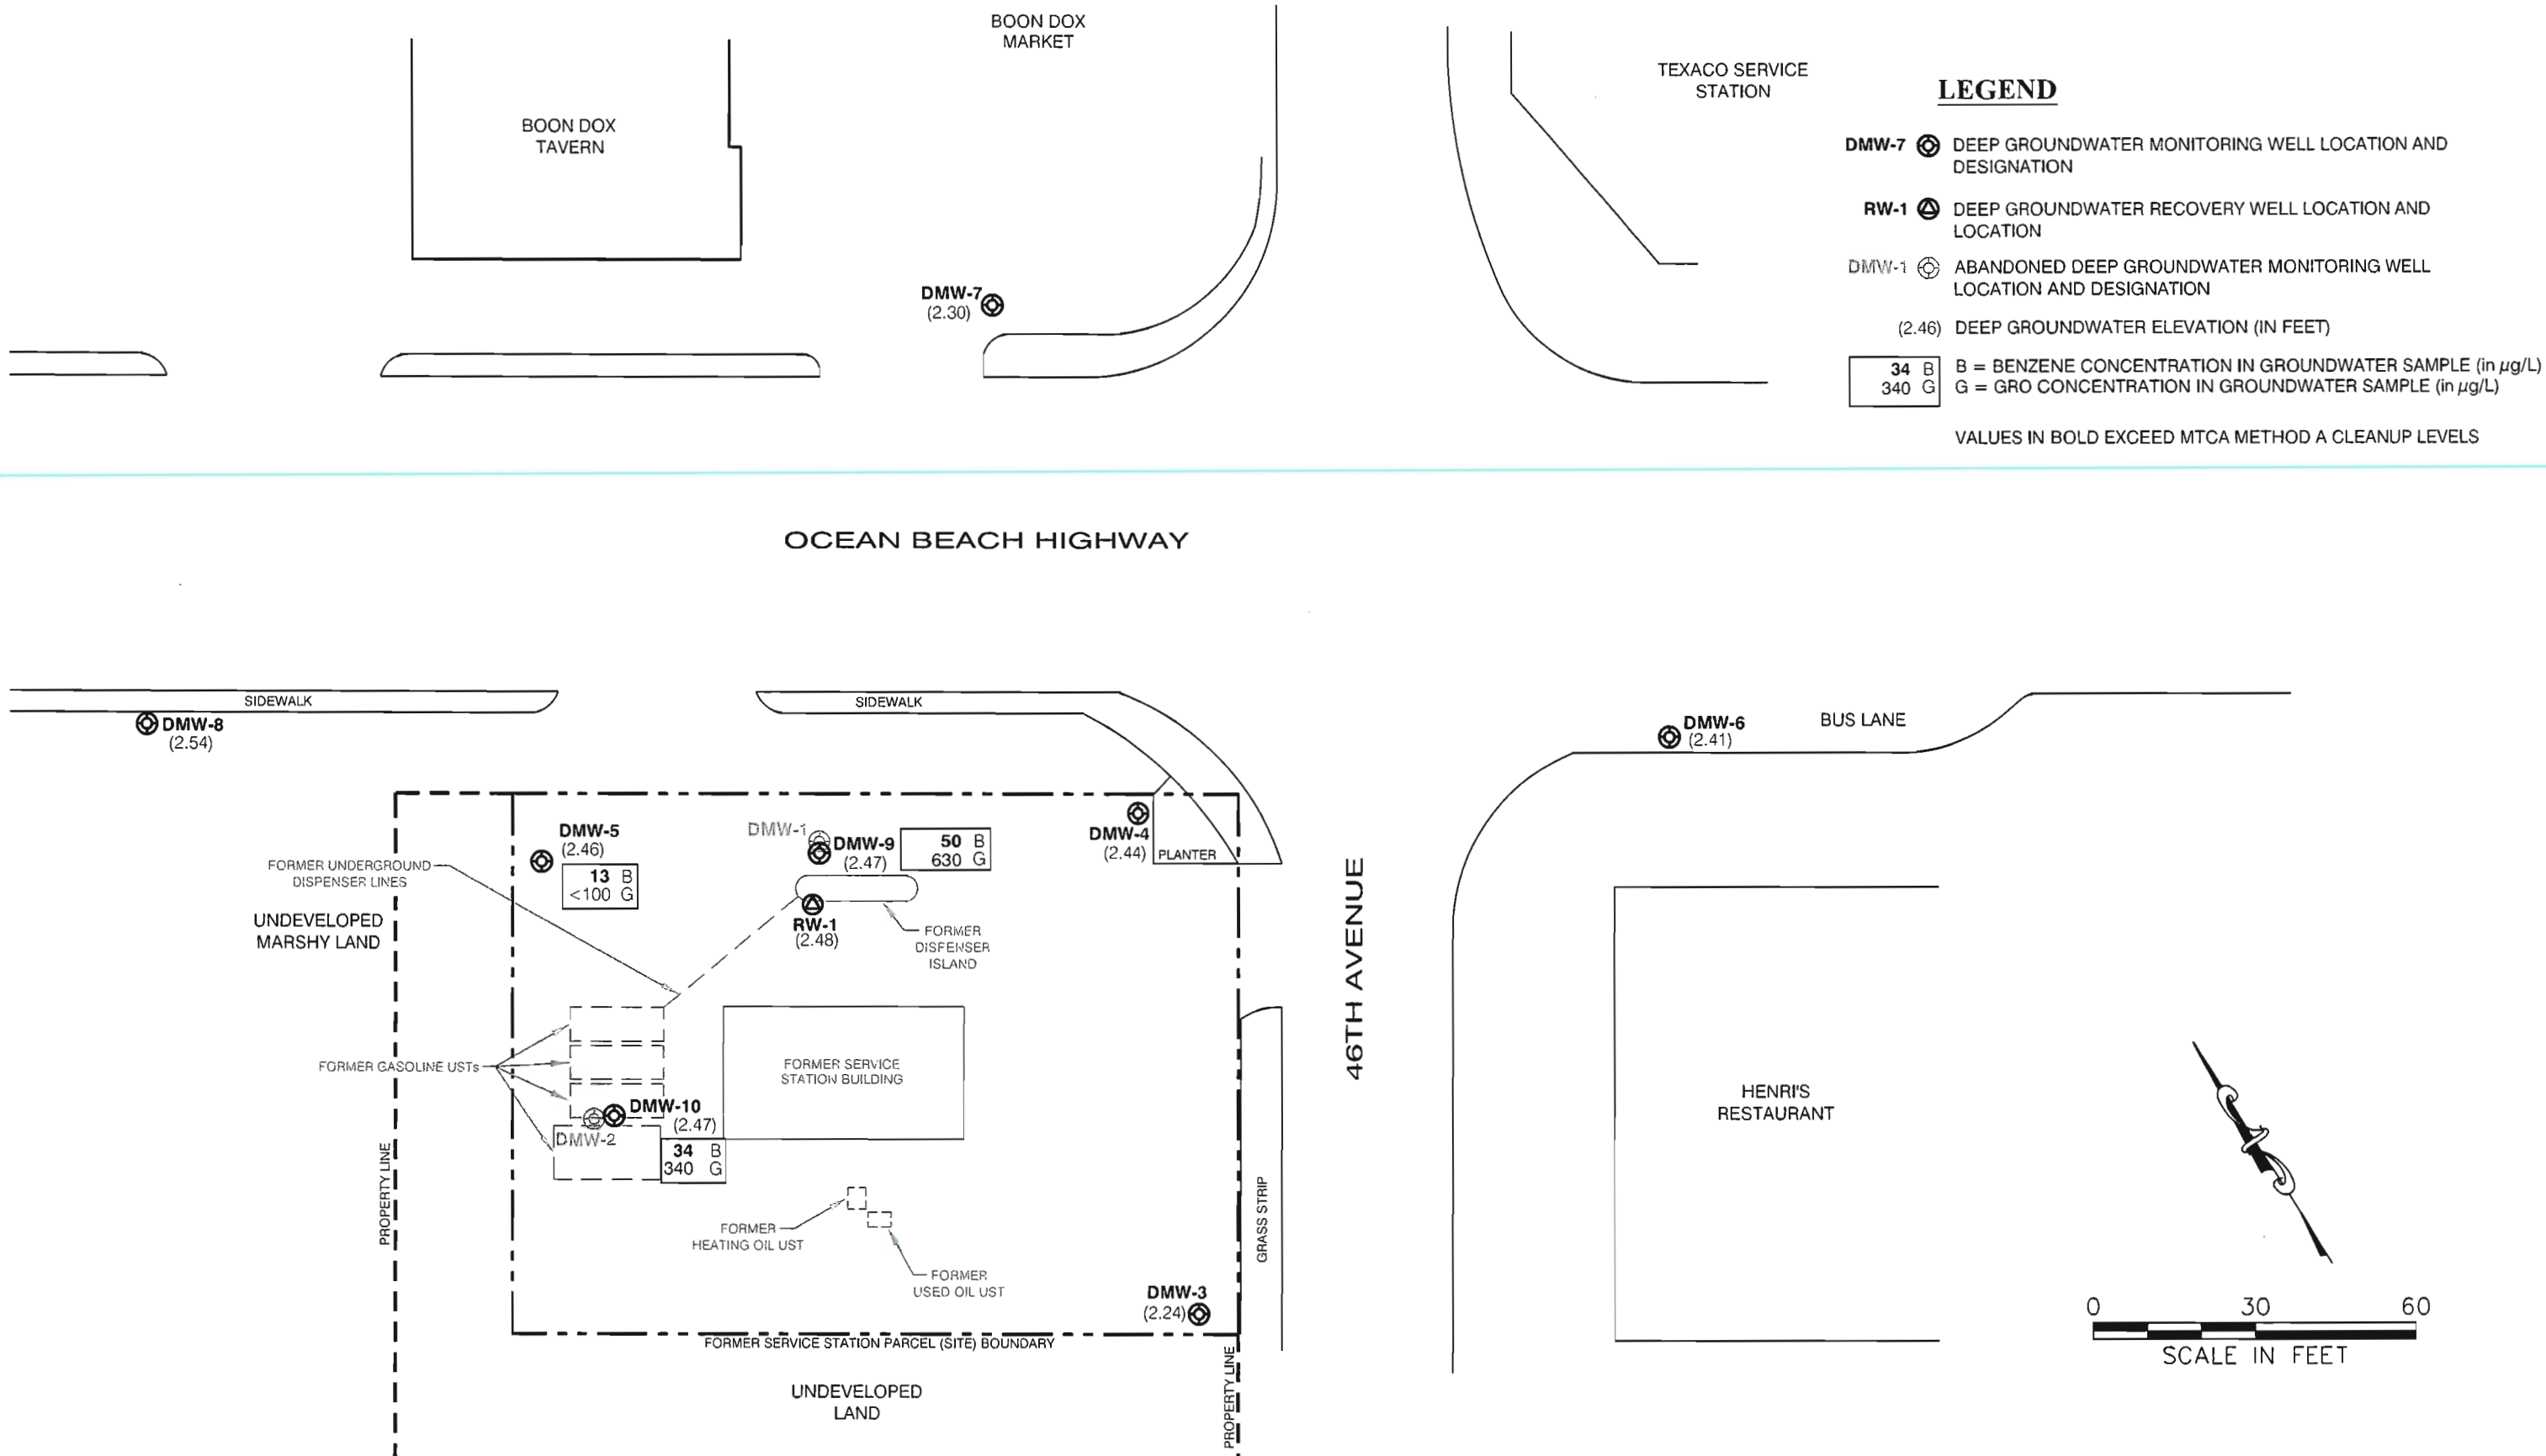 BOON DOX
MARKET
BOON DOX
TAVERN
TEXACO SERVICE
STATION
LEGEND
DMW-7 DEEP GROUNDWATER MONITORING WELL LOCATION AND
DESIGNATION
RW-1 DEEP GROUNDWATER RECOVERY WELL LOCATION AND
LOCATION
DMW-1 ABANDONED DEEP GROUNDWATER MONITORING WELL
LOCATION AND DESIGNATION
(2.46) DEEP GROUNDWATER ELEVATION (IN FEET)
34 B B = BENZENE CONCENTRATION IN GROUNDWATER SAMPLE (in µg/L)
340 G G = GRO CONCENTRATION IN GROUNDWATER SAMPLE (in µg/L)
VALUES IN BOLD EXCEED MTCA METHOD A CLEANUP LEVELS
DMW-7
(2.30)
OCEAN BEACH HIGHWAY
SIDEWALK
SIDEWALK
DMW-8
(2.54)
DMW-6
(2.41)
BUS LANE
DMW-5
(2.46)
13 B
<100 G
DMW-1
DMW-9
(2.47)
50 B
630 G
DMW-4
(2.44)
PLANTER
FORMER UNDERGROUND
DISPENSER LINES
UNDEVELOPED
MARSHY LAND
RW-1
(2.48)
FORMER
DISPENSER
ISLAND
46TH AVENUE
FORMER GASOLINE USTs
FORMER SERVICE
STATION BUILDING
HENRI'S
RESTAURANT
DMW-10
(2.47)
DMW-2
34 B
340 G
PROPERTY LINE
FORMER
HEATING OIL UST
FORMER
USED OIL UST
GRASS STRIP
DMW-3
(2.24)
FORMER SERVICE STATION PARCEL (SITE) BOUNDARY
PROPERTY LINE
UNDEVELOPED
LAND
0 30 60
SCALE IN FEET